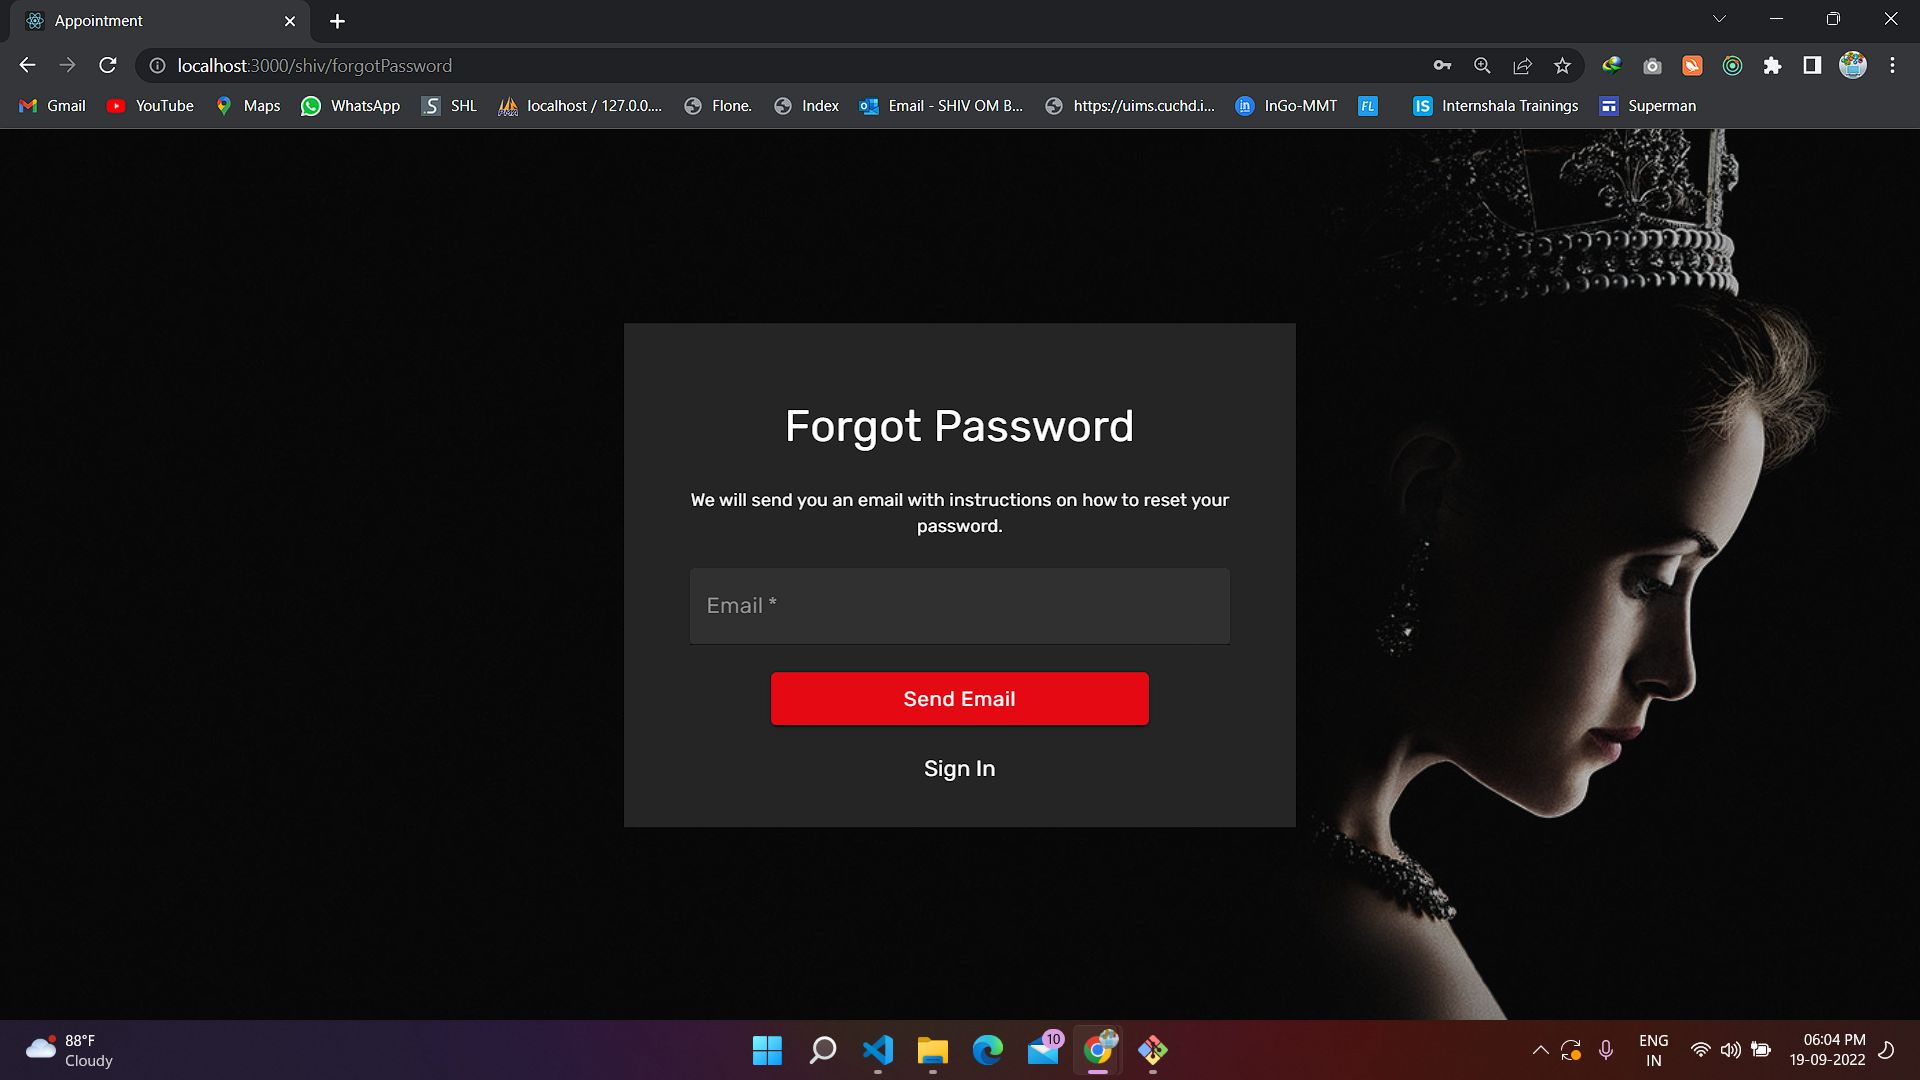 Appointment
localhost:3000/shiv/forgotPassword
Gmail YouTube Maps WhatsApp S SHL PMA localhost / 127.0.0.... Flone. Index Email - SHIV OM B... https://uims.cuchd.i... in InGo-MMT FL IS Internshala Trainings Superman
Forgot Password
We will send you an email with instructions on how to reset your
password.
Email *
Send Email
Sign In
88°F
Cloudy
10
ENG
IN
06:04 PM
19-09-2022